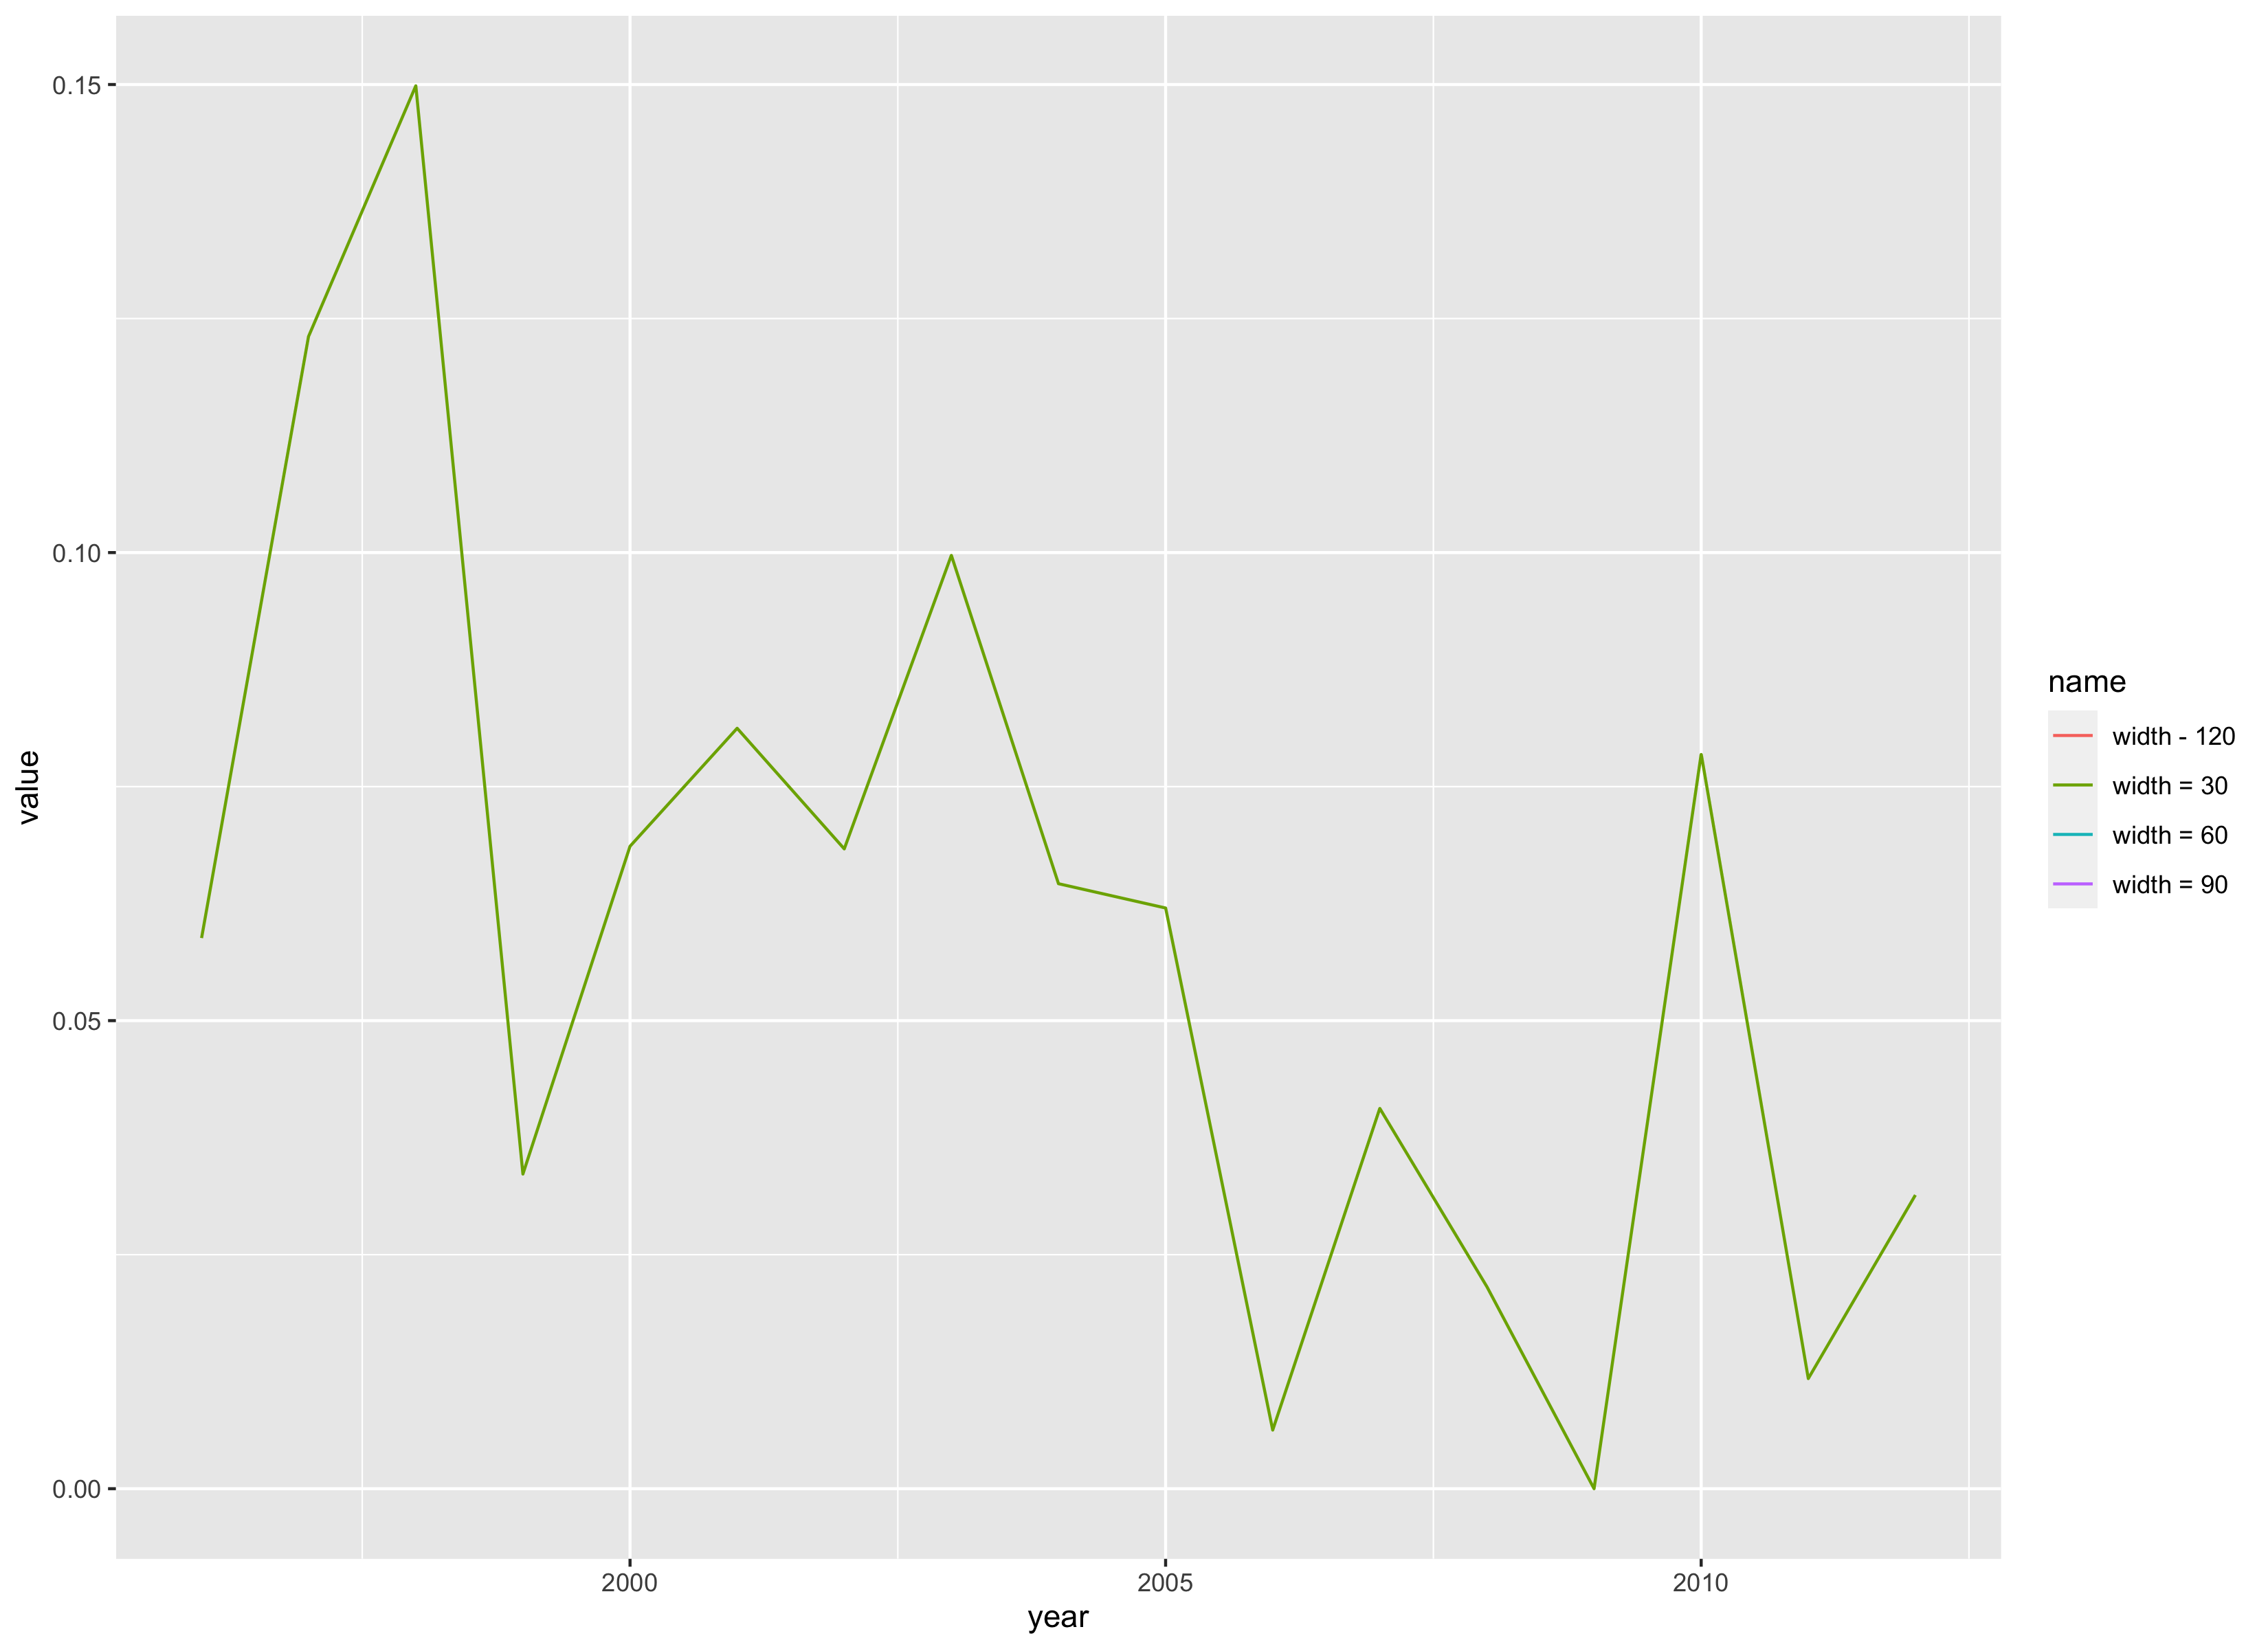 0.15
0.10
0.05
0.00
value
2000 2005 2010
year
name
width - 120
width = 30
width = 60
width = 90